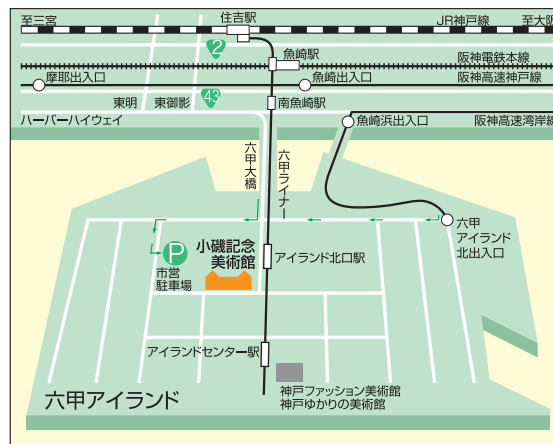 至三宮
住吉駅
JR神戸線
至大阪
2
魚崎駅
阪神電鉄本線
摩耶出入口
魚崎出入口
阪神高速神戸線
東明
東御影
43
南魚崎駅
ハーバーハイウェイ
魚崎浜出入口
阪神高速湾岸線
六甲大橋
六甲ライナー
六甲
アイランド
北出入口
P
市営
駐車場
小磯記念
美術館
アイランド北口駅
アイランドセンター駅
神戸ファッション美術館
神戸ゆかりの美術館
六甲アイランド